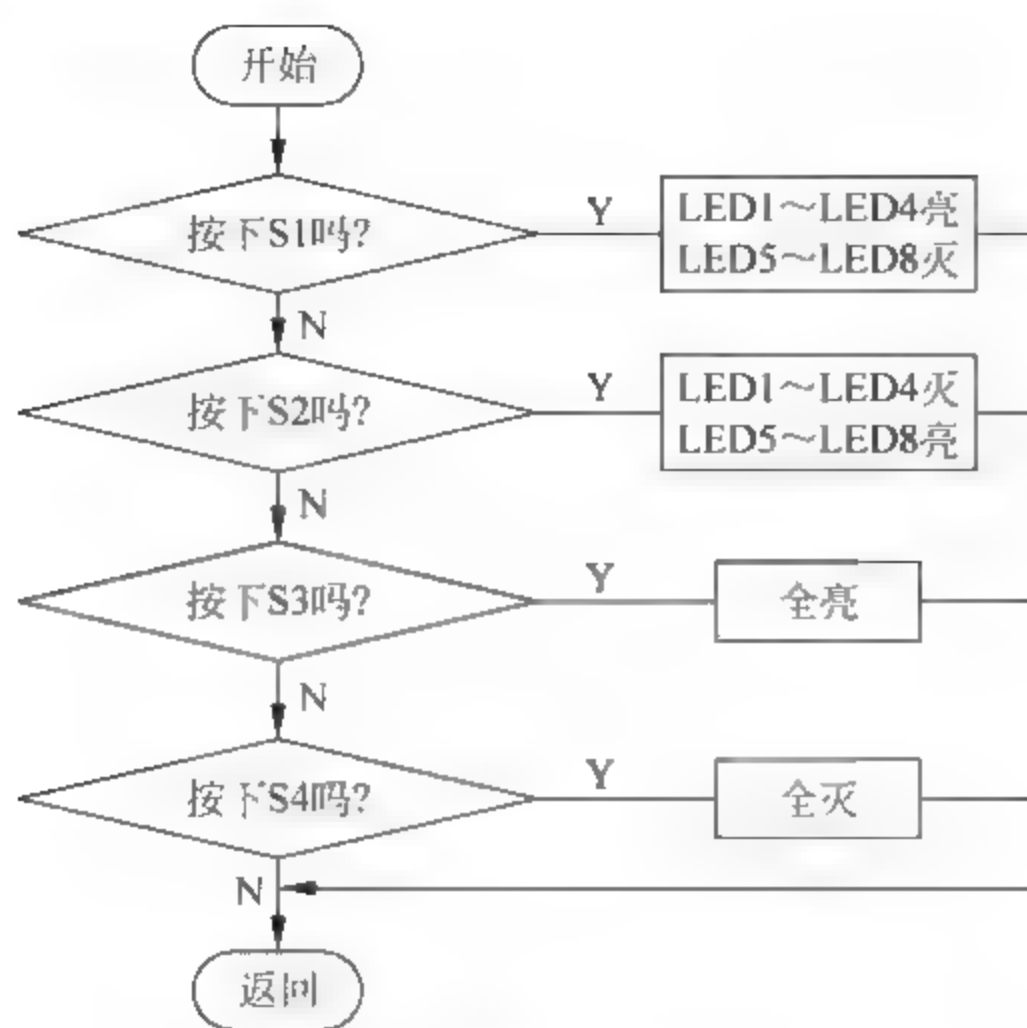 开始
按下S1吗?
Y
LED1～LED4亮
LED5～LED8灭
N
按下S2吗?
Y
LED1～LED4灭
LED5～LED8亮
N
按下S3吗?
Y
全亮
N
按下S4吗?
Y
全灭
N
返回